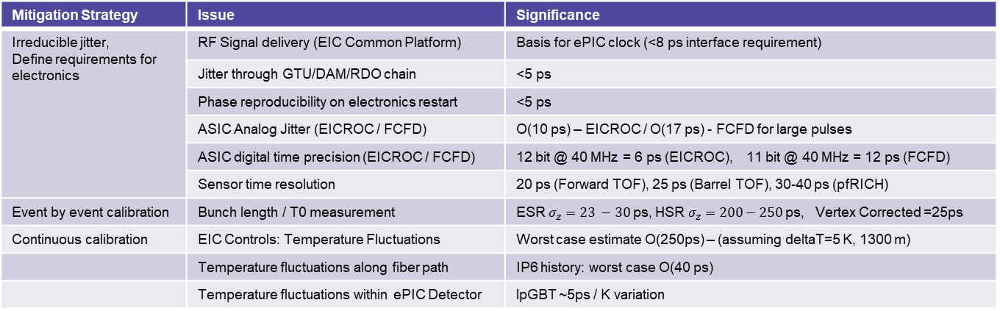 Mitigation Strategy Issue Significance
Irreducible jitter, RF Signal delivery (EIC Common Platform) Basis for ePIC clock (<8 ps interface requirement)
Define requirements for
electronics
Jitter through GTU/DAM/RDO chain <5 ps
Phase reproducibility on electronics restart <5 ps
ASIC Analog Jitter (EICROC / FCFD) O(10 ps) – EICROC / O(17 ps) - FCFD for large pulses
ASIC digital time precision (EICROC / FCFD) 12 bit @ 40 MHz = 6 ps (EICROC), 11 bit @ 40 MHz = 12 ps (FCFD)
Sensor time resolution 20 ps (Forward TOF), 25 ps (Barrel TOF), 30-40 ps (pfRICH)
Event by event calibration Bunch length / T0 measurement ESR σz = 23 – 30 ps, HSR σz = 200 – 250 ps, Vertex Corrected =25ps
Continuous calibration EIC Controls: Temperature Fluctuations Worst case estimate O(250ps) – (assuming deltaT=5 K, 1300 m)
Temperature fluctuations along fiber path IP6 history: worst case O(40 ps)
Temperature fluctuations within ePIC Detector lpGBT ~5ps / K variation